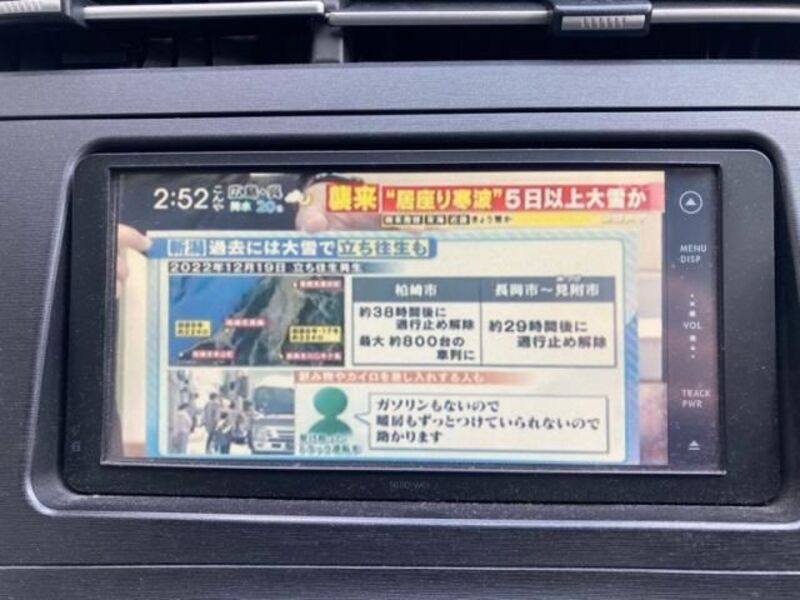 2:52
襲来 "居座り寒波"5日以上大雪か
新潟 過去には大雪で立ち往生も
2022年12月19日 立ち往生発生
柏崎市
長岡市～見附市
約38時間後に
通行止め解除
最大 約800台の
車列に
約29時間後に
通行止め解除
飲み物やカイロを差し入れする人も
ガソリンもないので
暖房もずっとつけていられないので
助かります
MENU
DISP
VOL
TRACK
PWR